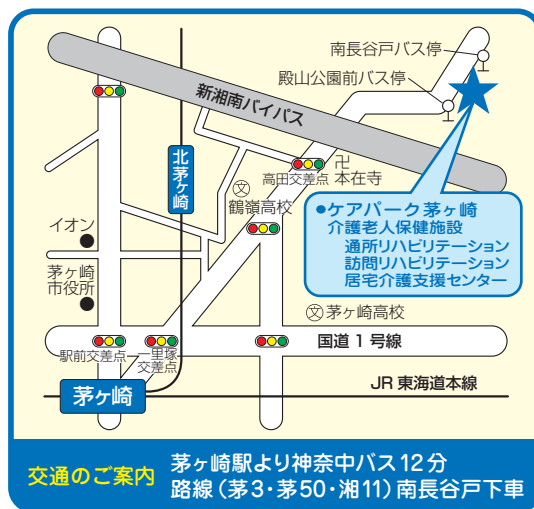 南長谷戸バス停
殿山公園前バス停
新湘南バイパス
北茅ヶ崎
高田交差点
卍
本在寺
文
鶴嶺高校
イオン
茅ヶ崎
市役所
●ケアパーク茅ヶ崎
介護老人保健施設
通所リハビリテーション
訪問リハビリテーション
居宅介護支援センター
文茅ヶ崎高校
国道1号線
駅前交差点
一里塚
交差点
JR東海道本線
茅ヶ崎
交通のご案内
茅ヶ崎駅より神奈中バス12分
路線(茅3・茅50・湘11)南長谷戸下車